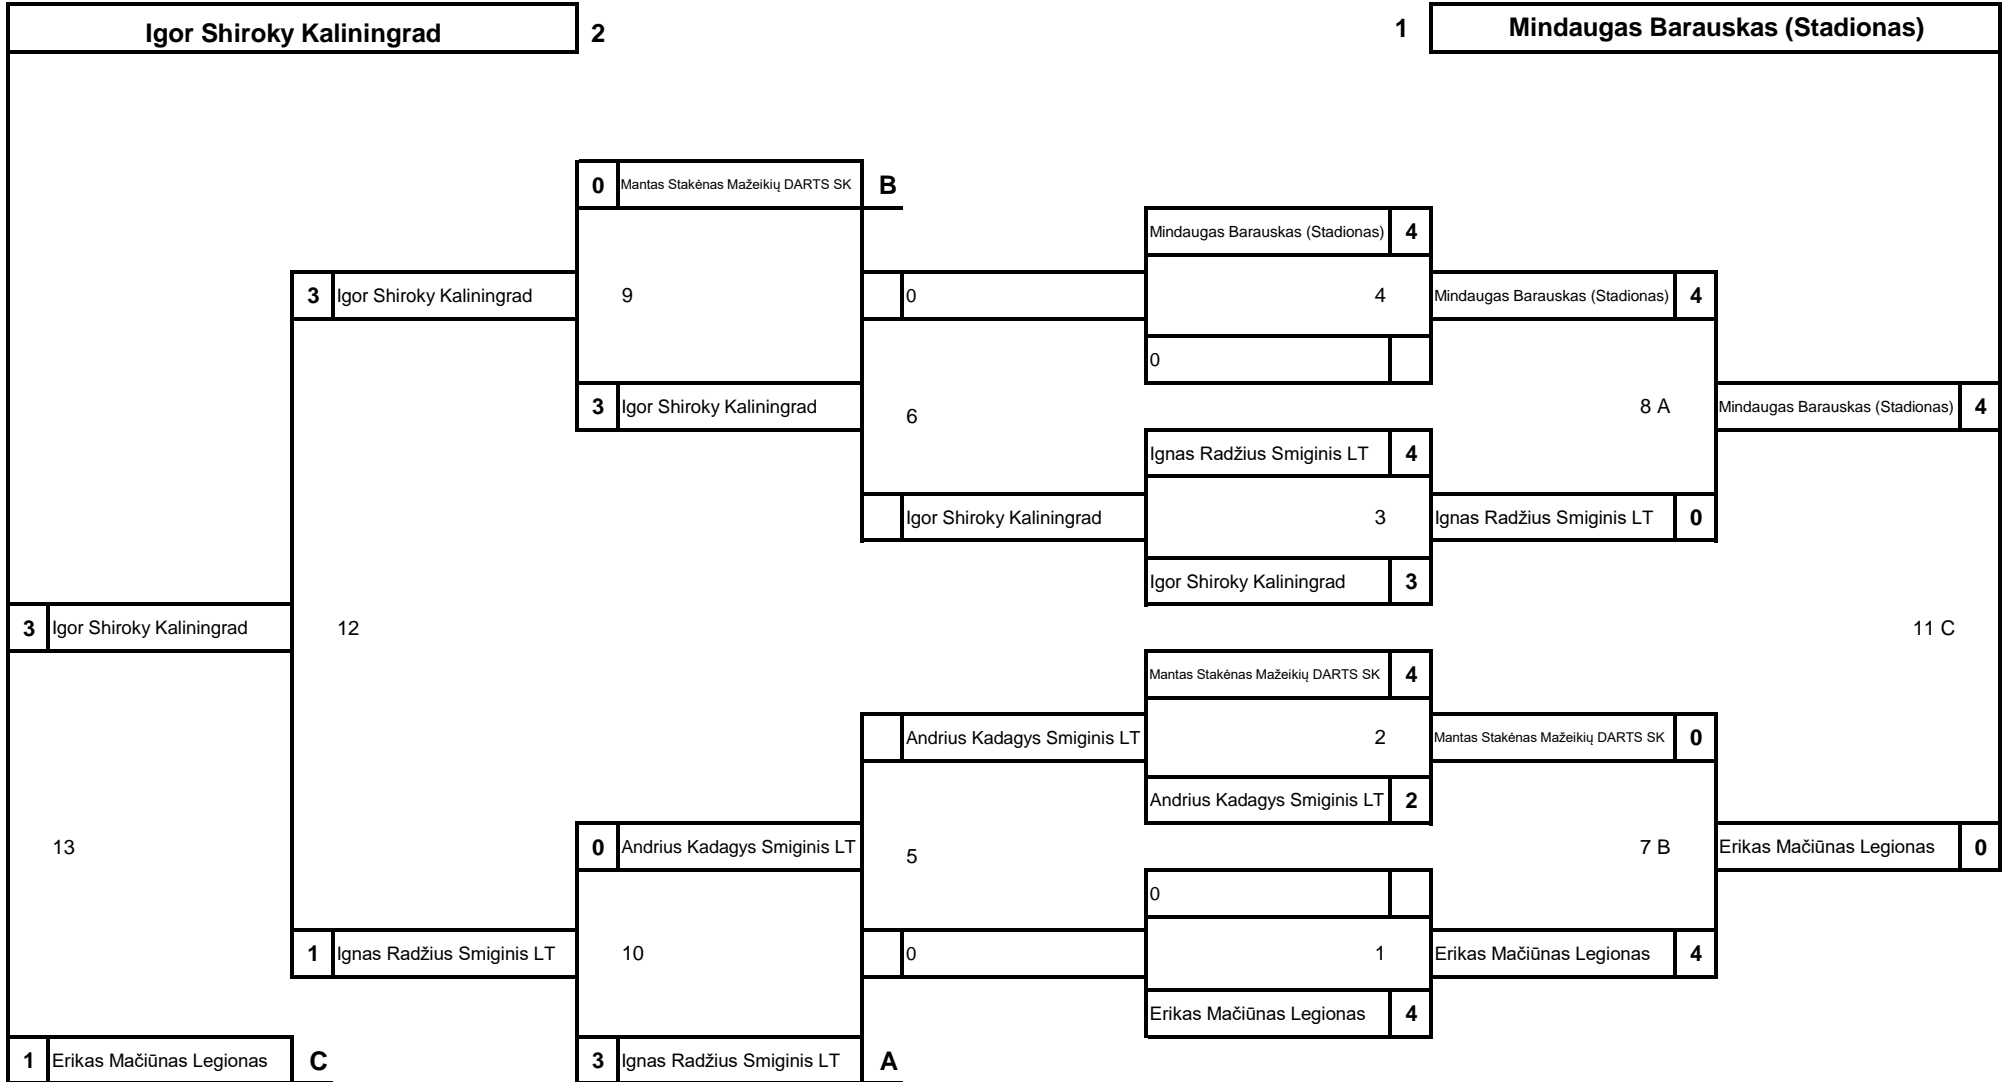 Igor Shiroky Kaliningrad 2 1 Mindaugas Barauskas (Stadionas)
0 Mantas Stakėnas Mažeikių DARTS SK B
Mindaugas Barauskas (Stadionas) 4
3 Igor Shiroky Kaliningrad 9 0 4 Mindaugas Barauskas (Stadionas) 4
0
3 Igor Shiroky Kaliningrad 6 8 A Mindaugas Barauskas (Stadionas) 4
Ignas Radžius Smiginis LT 4
Igor Shiroky Kaliningrad 3 Ignas Radžius Smiginis LT 0
Igor Shiroky Kaliningrad 3
3 Igor Shiroky Kaliningrad 12 11 C
Mantas Stakėnas Mažeikių DARTS SK 4
Andrius Kadagys Smiginis LT 2 Mantas Stakėnas Mažeikių DARTS SK 0
Andrius Kadagys Smiginis LT 2
13 0 Andrius Kadagys Smiginis LT 5 7 B Erikas Mačiūnas Legionas 0
0
1 Ignas Radžius Smiginis LT 10 0 1 Erikas Mačiūnas Legionas 4
Erikas Mačiūnas Legionas 4
1 Erikas Mačiūnas Legionas C 3 Ignas Radžius Smiginis LT A